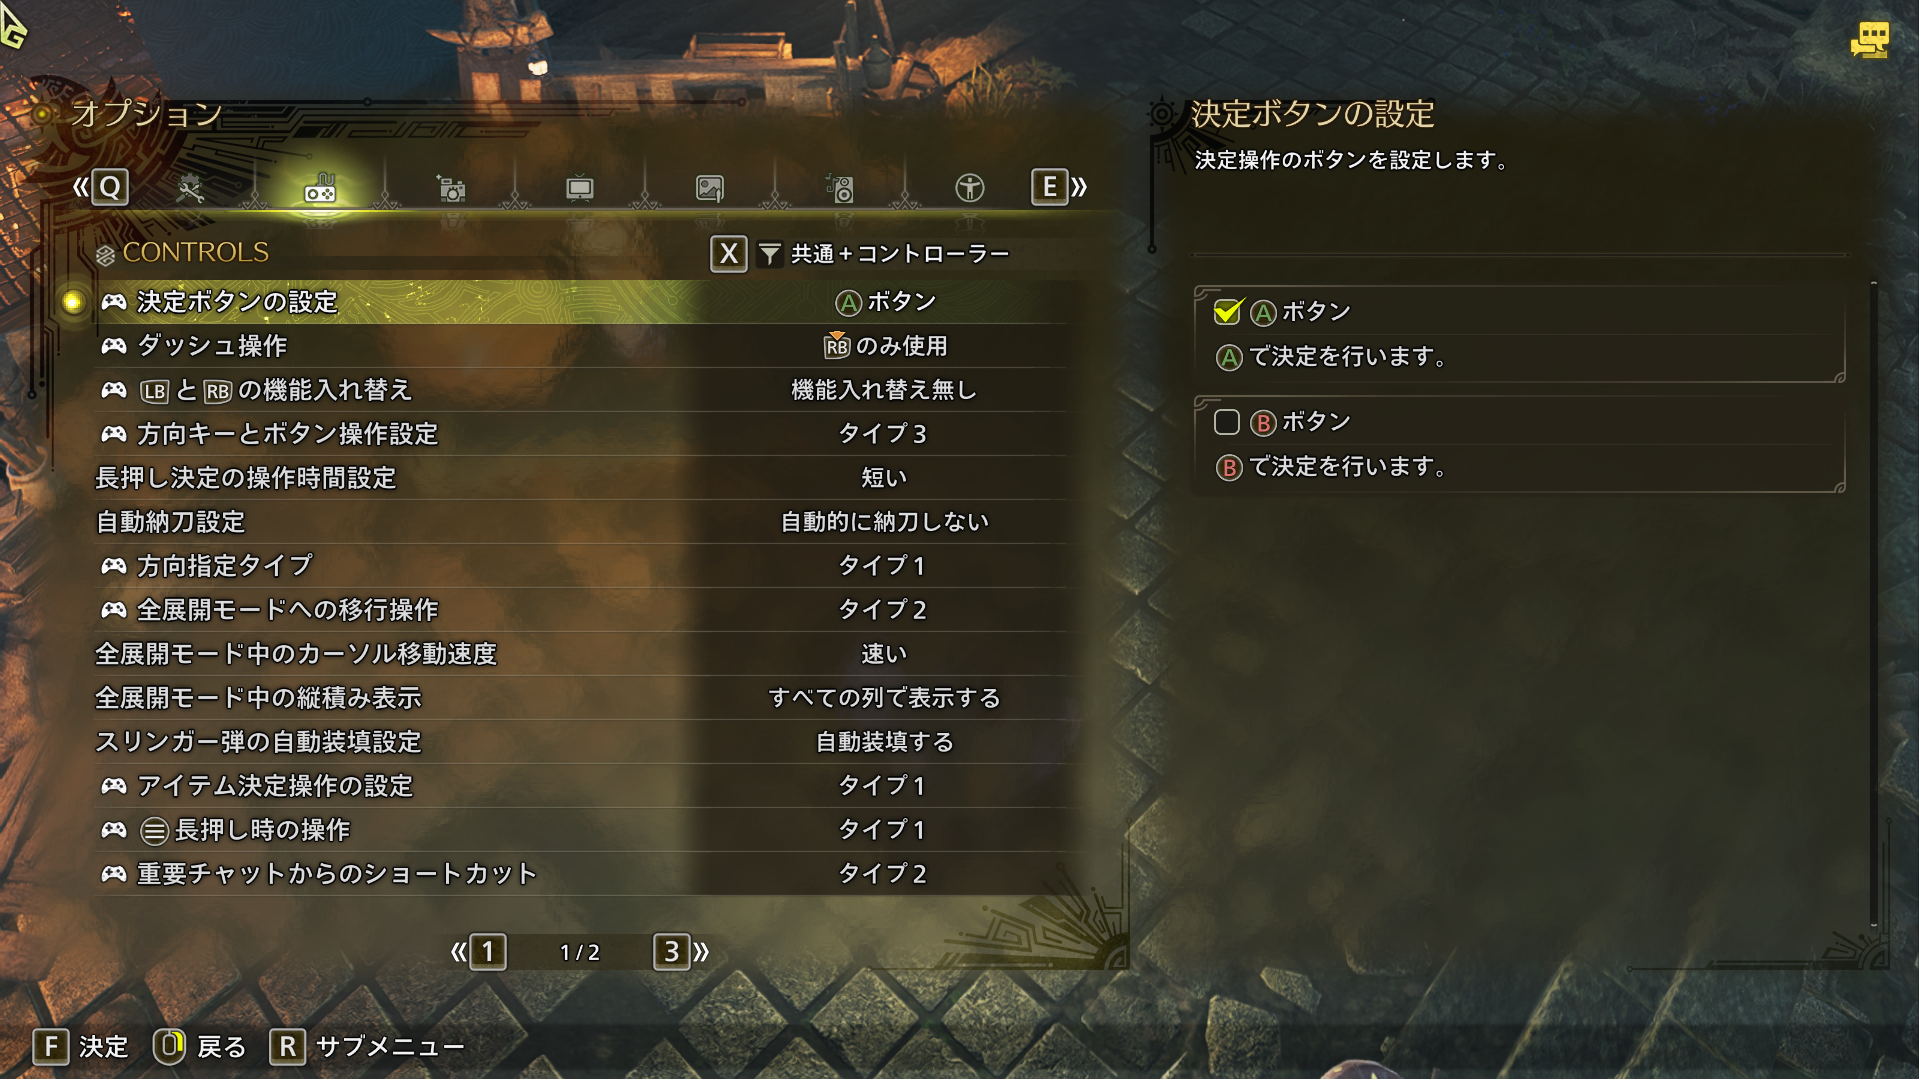 オプション
Q
E
CONTROLS
X 共通+コントローラー
決定ボタンの設定 Aボタン
ダッシュ操作 RBのみ使用
LBとRBの機能入れ替え 機能入れ替え無し
方向キーとボタン操作設定 タイプ3
長押し決定の操作時間設定 短い
自動納刀設定 自動的に納刀しない
方向指定タイプ タイプ1
全展開モードへの移行操作 タイプ2
全展開モード中のカーソル移動速度 速い
全展開モード中の縦積み表示 すべての列で表示する
スリンガー弾の自動装填設定 自動装填する
アイテム決定操作の設定 タイプ1
長押し時の操作 タイプ1
重要チャットからのショートカット タイプ2
1 1/2 3
F 決定 戻る R サブメニュー
決定ボタンの設定
決定操作のボタンを設定します。
Aボタン
Aで決定を行います。
Bボタン
Bで決定を行います。